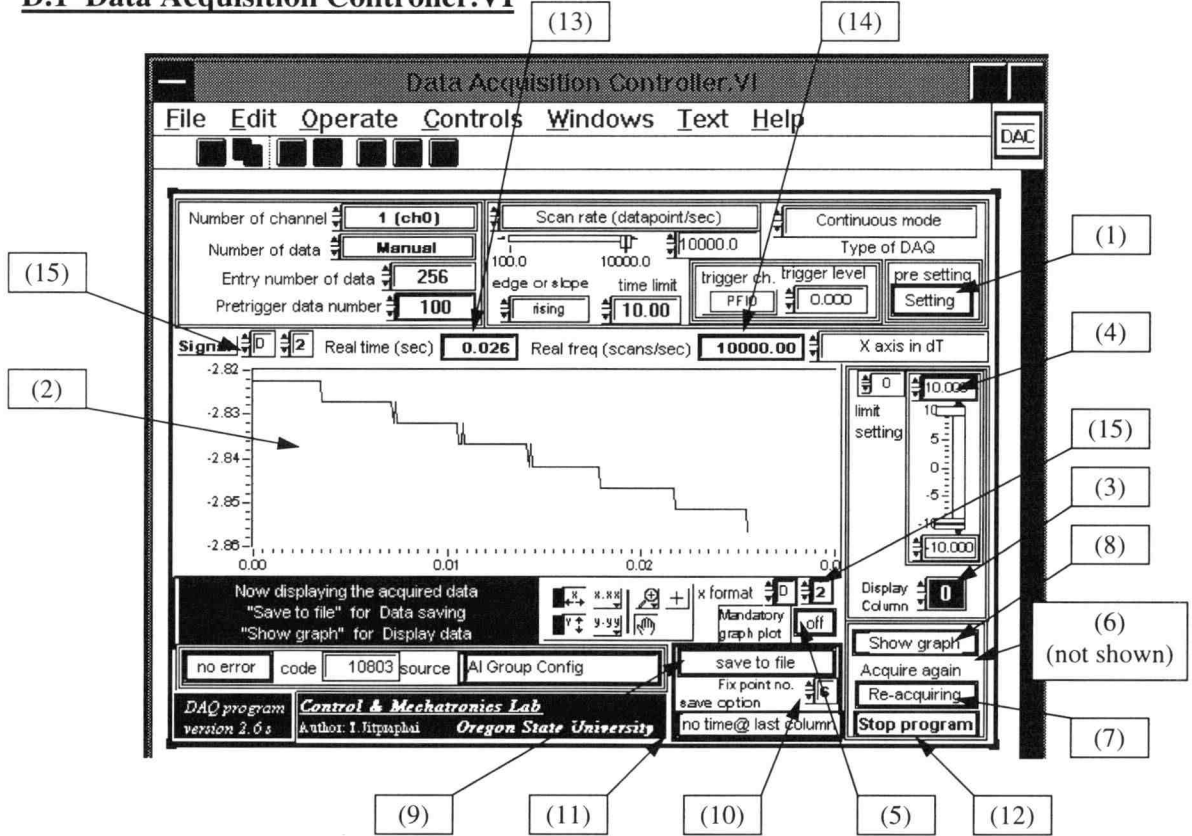 D.1 Data Acquisition Controller.VI
(13)
(14)
Data Acquisition Controller.VI
File Edit Operate Controls Windows Text Help
DAC
Number of channel 1 (ch0)
Number of data Manual
Entry number of data 256
Pretrigger data number 100
Scan rate (datapoint/sec)
100.0 10000.0
10000.0
edge or slope
rising
time limit
10.00
Continuous mode
Type of DAQ
trigger ch.
PFI0
trigger level
0.000
pre setting
Setting
(1)
(15)
Signal D 2 Real time (sec) 0.026 Real freq (scans/sec) 10000.00 X axis in dT
(4)
(2)
-2.82
-2.83
-2.84
-2.85
-2.86
0.00 0.01 0.02 0.0
0
limit
setting
10.000
10
5
0
-5
-10
-10.000
(15)
(3)
(8)
Display
Column
0
Now displaying the acquired data
"Save to file" for Data saving
"Show graph" for Display data
X x.xx
Y y.yy
x format D 2
Mandatory
graph plot
off
Show graph
(6)
(not shown)
Acquire again
Re-acquiring
(7)
Stop program
no error code 10803 source AI Group Config
save to file
Fix point no. 6
save option
no time@ last column
DAQ program
version 2.6 s
Control & Mechatronics Lab
Author: T.Jitpraphai Oregon State University
(9)
(11)
(10)
(5)
(12)